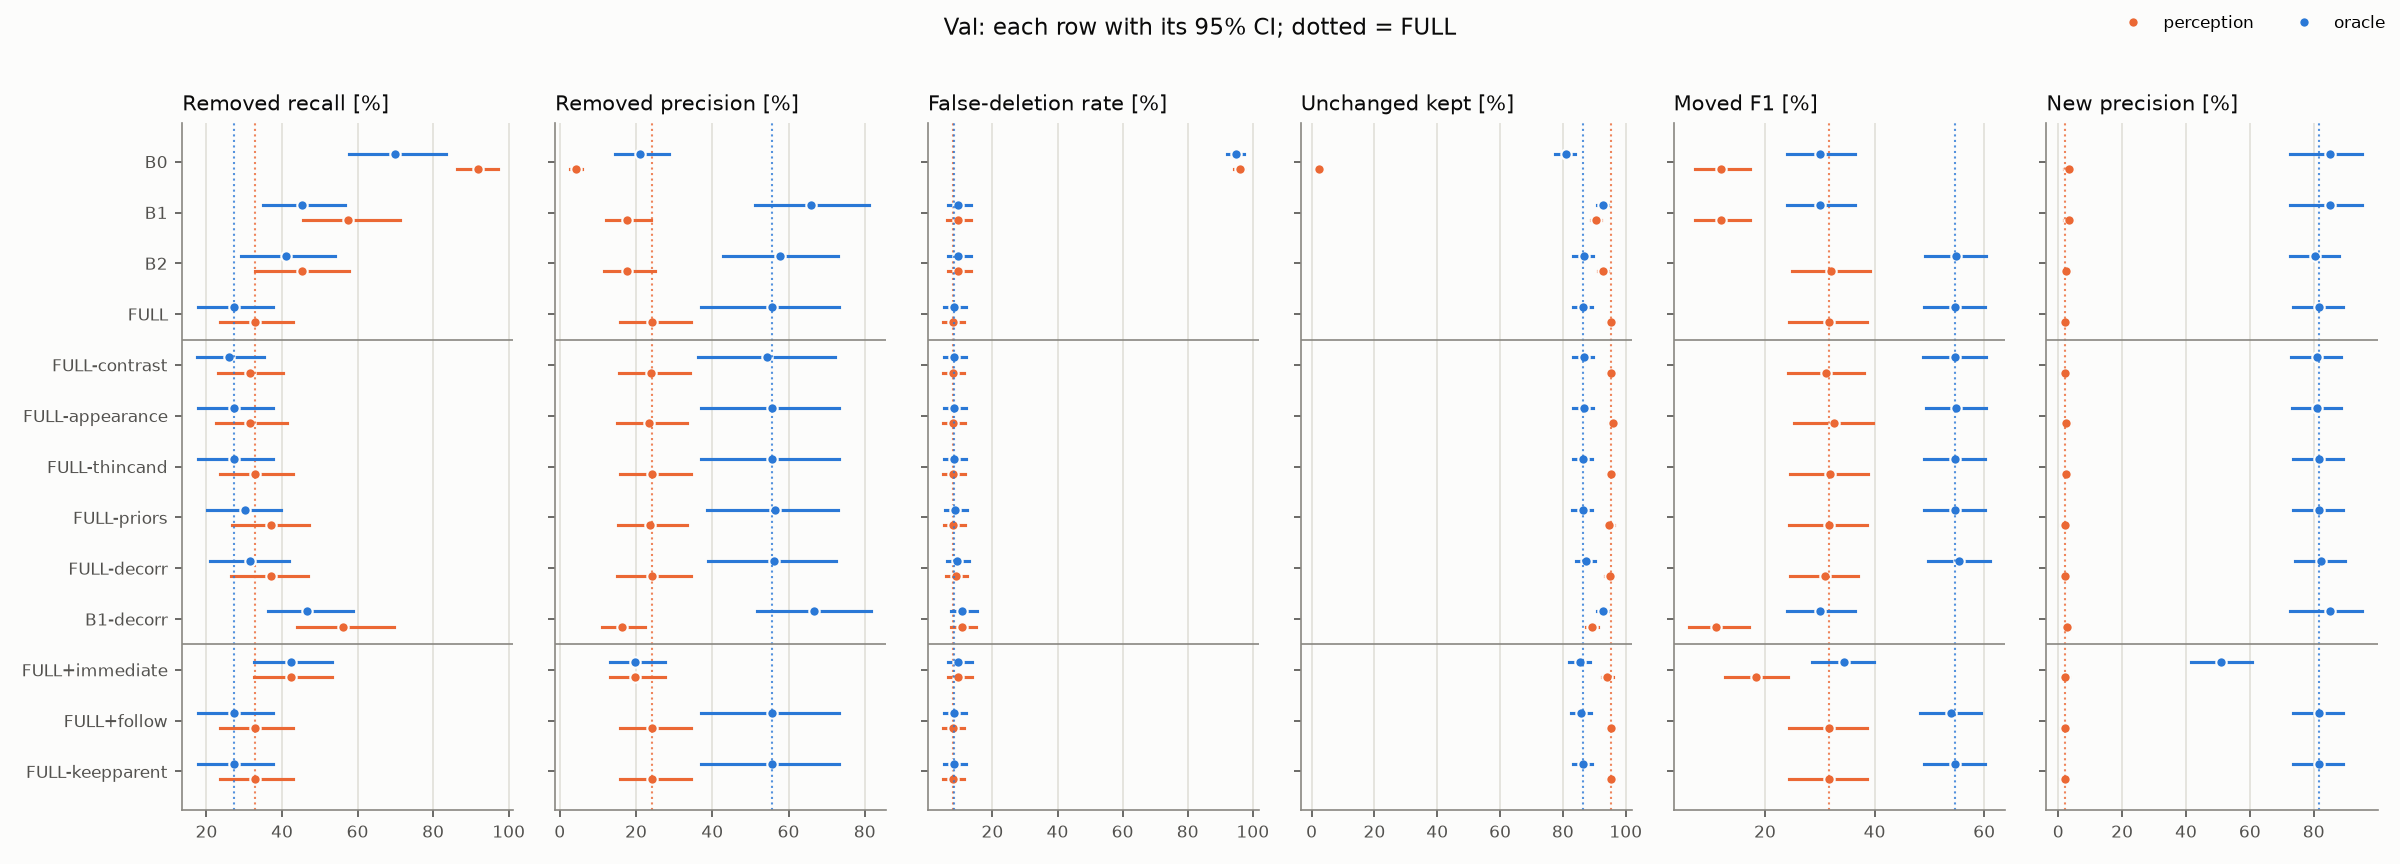 Val: each row with its 95% CI; dotted = FULL
perception
oracle
Removed recall [%]
Removed precision [%]
False-deletion rate [%]
Unchanged kept [%]
Moved F1 [%]
New precision [%]
B0
B1
B2
FULL
FULL-contrast
FULL-appearance
FULL-thincand
FULL-priors
FULL-decorr
B1-decorr
FULL+immediate
FULL+follow
FULL-keepparent
20 40 60 80 100
0 20 40 60 80
20 40 60 80 100
0 20 40 60 80 100
20 40 60
0 20 40 60 80